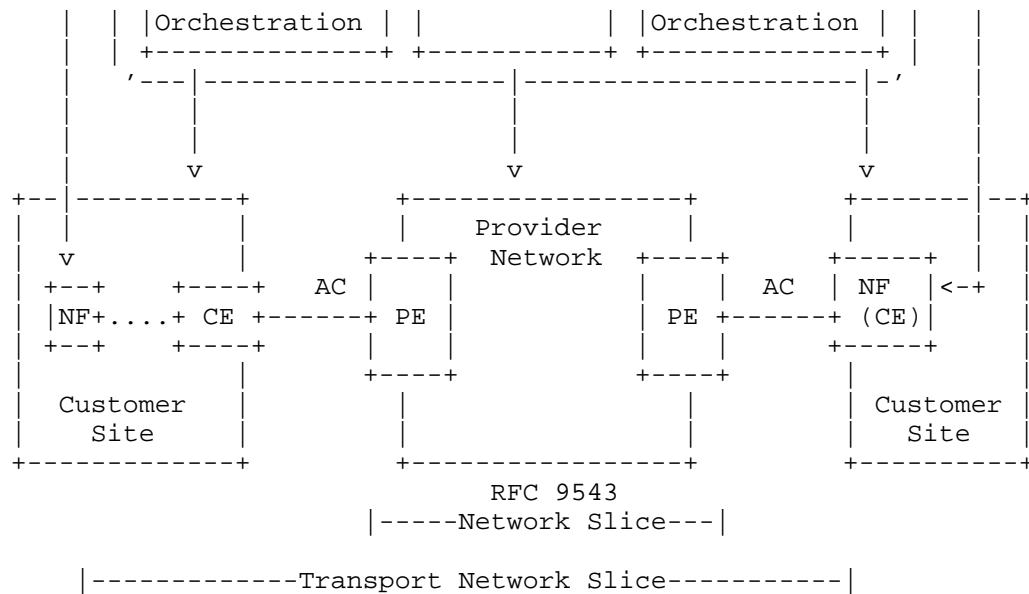 Orchestration Orchestration
v v v
Provider
v Network
AC AC NF
NF CE PE PE (CE)
Customer Customer
Site Site
RFC 9543
Network Slice
Transport Network Slice